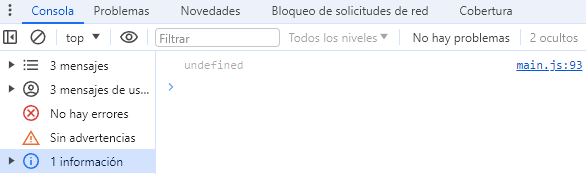 Consola Problemas Novedades Bloqueo de solicitudes de red Cobertura
top Filtrar Todos los niveles No hay problemas 2 ocultos
3 mensajes
3 mensajes de us...
No hay errores
Sin advertencias
1 información
undefined main.js:93